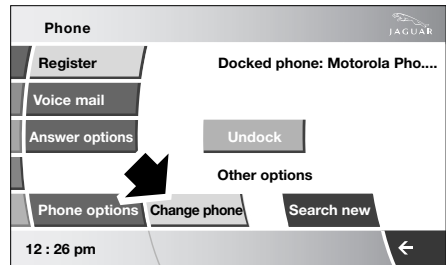 Phone
JAGUAR
Register
Docked phone: Motorola Pho....
Voice mail
Answer options
Undock
Other options
Phone options
Change phone
Search new
12 : 26 pm